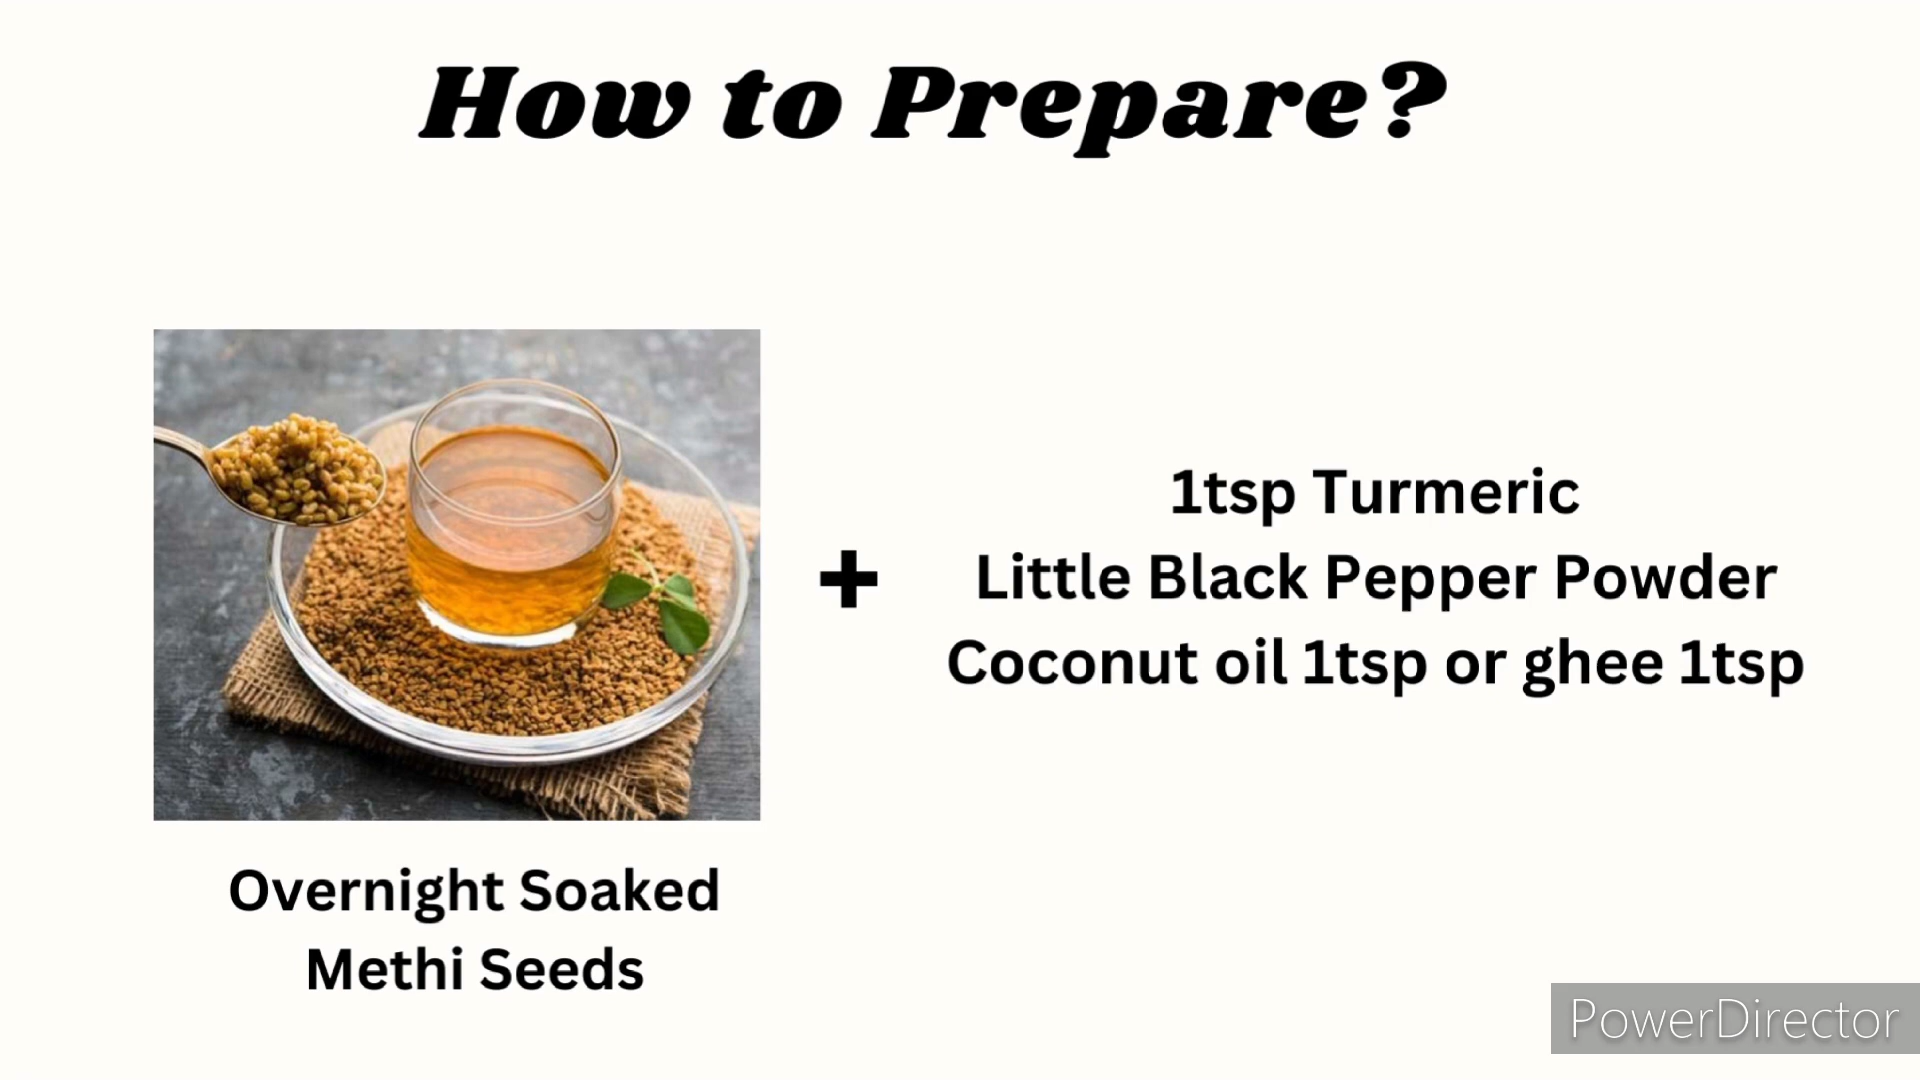 How to Prepare?
+
1tsp Turmeric
Little Black Pepper Powder
Coconut oil 1tsp or ghee 1tsp
Overnight Soaked
Methi Seeds
PowerDirector